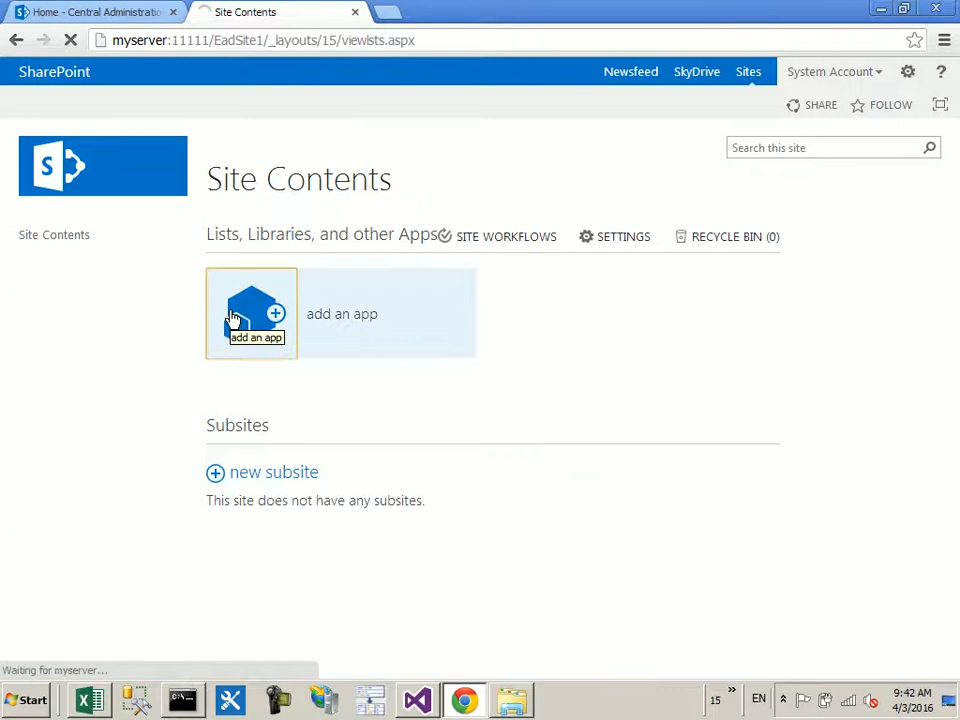 Home - Central Administratio
Site Contents
myserver:11111/EadSite1/_layouts/15/viewlsts.aspx
SharePoint
Newsfeed
SkyDrive
Sites
System Account
?
SHARE
FOLLOW
S
Site Contents
Search this site
Site Contents
Lists, Libraries, and other Apps
SITE WORKFLOWS
SETTINGS
RECYCLE BIN (0)
add an app
add an app
Subsites
new subsite
This site does not have any subsites.
Waiting for myserver...
Start
15
EN
9:42 AM
4/3/2016